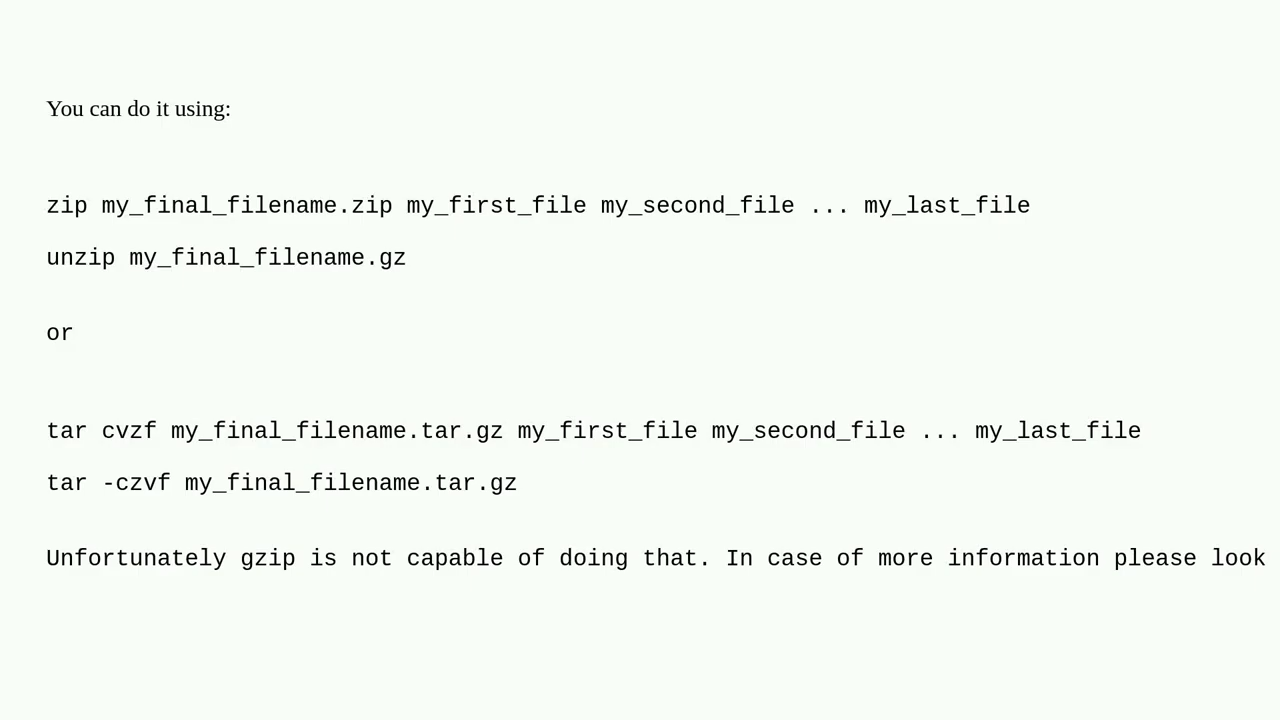 You can do it using:
zip my_final_filename.zip my_first_file my_second_file ... my_last_file
unzip my_final_filename.gz
or
tar cvzf my_final_filename.tar.gz my_first_file my_second_file ... my_last_file
tar -czvf my_final_filename.tar.gz
Unfortunately gzip is not capable of doing that. In case of more information please look